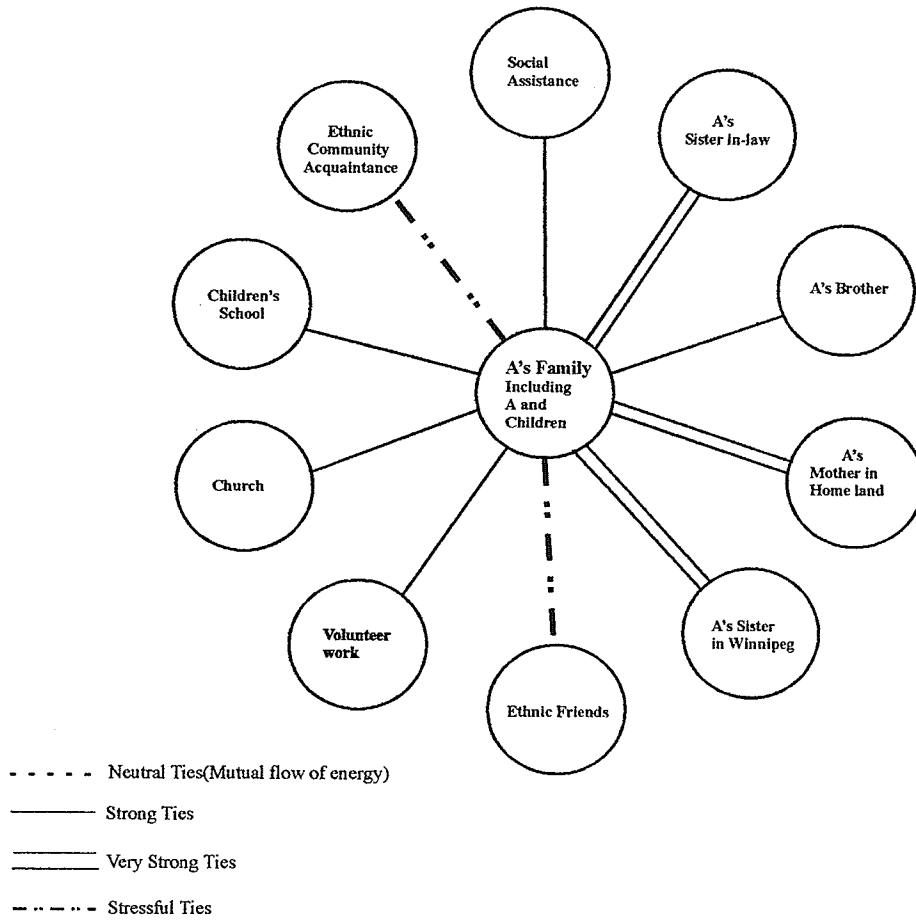 Social
Assistance
A's
Sister In-law
Ethnic
Community
Acquaintance
A's Brother
Children's
School
A's Family
Including
A and
Children
A's
Mother in
Home land
Church
A's Sister
in Winnipeg
Volunteer
work
Ethnic Friends
Neutral Ties(Mutual flow of energy)
Strong Ties
Very Strong Ties
Stressful Ties